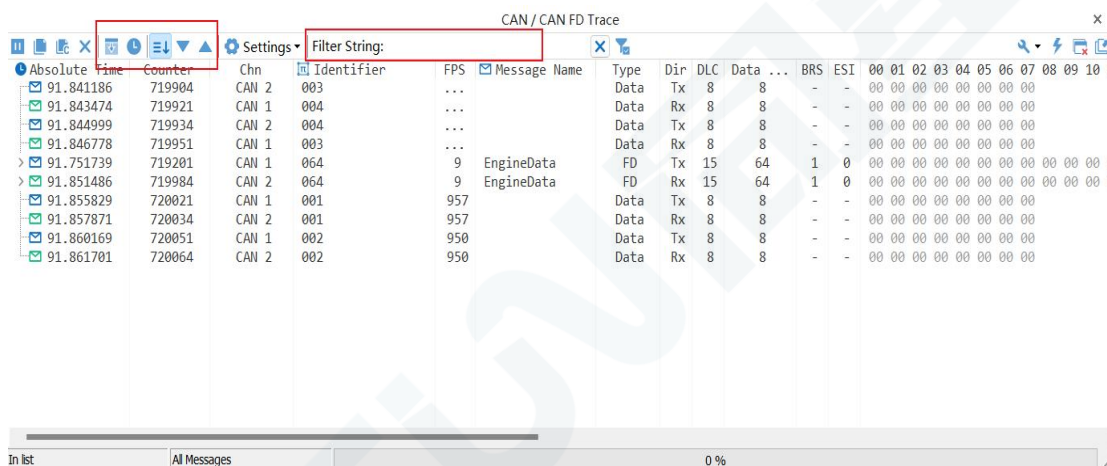 CAN / CAN FD Trace
Settings Filter String:
Absolute Time Counter Chn Identifier FPS Message Name Type Dir DLC Data ... BRS ESI 00 01 02 03 04 05 06 07 08 09 10
91.841186 719904 CAN 2 003 ... Data Tx 8 8 - - 00 00 00 00 00 00 00 00
91.843474 719921 CAN 1 004 ... Data Rx 8 8 - - 00 00 00 00 00 00 00 00
91.844999 719934 CAN 2 004 ... Data Tx 8 8 - - 00 00 00 00 00 00 00 00
91.846778 719951 CAN 1 003 ... Data Rx 8 8 - - 00 00 00 00 00 00 00 00
91.751739 719201 CAN 1 064 9 EngineData FD Tx 15 64 1 0 00 00 00 00 00 00 00 00 00 00 00
91.851486 719984 CAN 2 064 9 EngineData FD Rx 15 64 1 0 00 00 00 00 00 00 00 00 00 00 00
91.855829 720021 CAN 1 001 957 Data Tx 8 8 - - 00 00 00 00 00 00 00 00
91.857871 720034 CAN 2 001 957 Data Rx 8 8 - - 00 00 00 00 00 00 00 00
91.860169 720051 CAN 1 002 950 Data Tx 8 8 - - 00 00 00 00 00 00 00 00
91.861701 720064 CAN 2 002 950 Data Rx 8 8 - - 00 00 00 00 00 00 00 00
In list All Messages 0 %